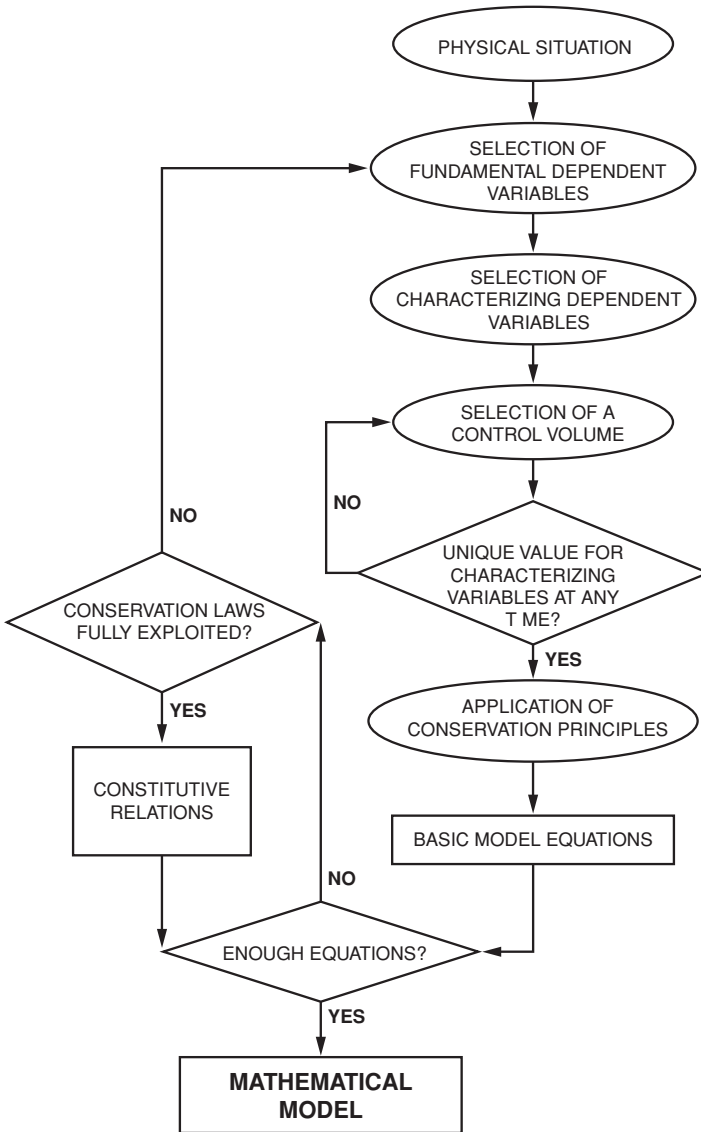 PHYSICAL SITUATION
SELECTION OF
FUNDAMENTAL DEPENDENT
VARIABLES
SELECTION OF
CHARACTERIZING DEPENDENT
VARIABLES
SELECTION OF A
CONTROL VOLUME
NO
UNIQUE VALUE FOR
CHARACTERIZING
VARIABLES AT ANY
T ME?
YES
APPLICATION OF
CONSERVATION PRINCIPLES
BASIC MODEL EQUATIONS
NO
CONSERVATION LAWS
FULLY EXPLOITED?
YES
CONSTITUTIVE
RELATIONS
NO
ENOUGH EQUATIONS?
YES
MATHEMATICAL
MODEL